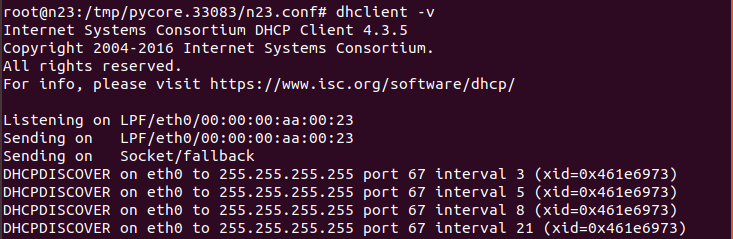 root@n23:/tmp/pycore.33083/n23.conf# dhclient -v
Internet Systems Consortium DHCP Client 4.3.5
Copyright 2004-2016 Internet Systems Consortium.
All rights reserved.
For info, please visit https://www.isc.org/software/dhcp/
Listening on LPF/eth0/00:00:00:aa:00:23
Sending on   LPF/eth0/00:00:00:aa:00:23
Sending on   Socket/fallback
DHCPDISCOVER on eth0 to 255.255.255.255 port 67 interval 3 (xid=0x461e6973)
DHCPDISCOVER on eth0 to 255.255.255.255 port 67 interval 5 (xid=0x461e6973)
DHCPDISCOVER on eth0 to 255.255.255.255 port 67 interval 8 (xid=0x461e6973)
DHCPDISCOVER on eth0 to 255.255.255.255 port 67 interval 21 (xid=0x461e6973)